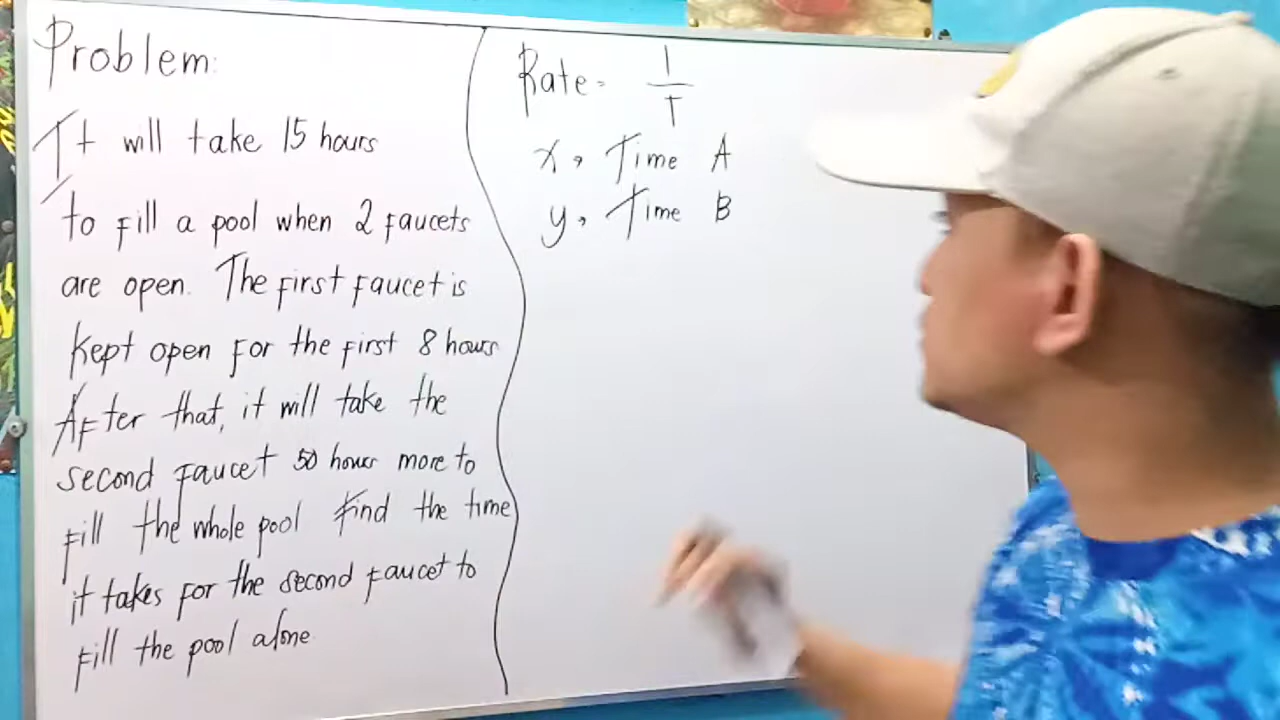 Problem:
It will take 15 hours
to fill a pool when 2 faucets
are open. The first faucet is
kept open for the first 8 hours
After that, it will take the
second faucet 50 hours more to
fill the whole pool Find the time
it takes for the second faucet to
fill the pool alone
Rate = 1/T
x, Time A
y, Time B